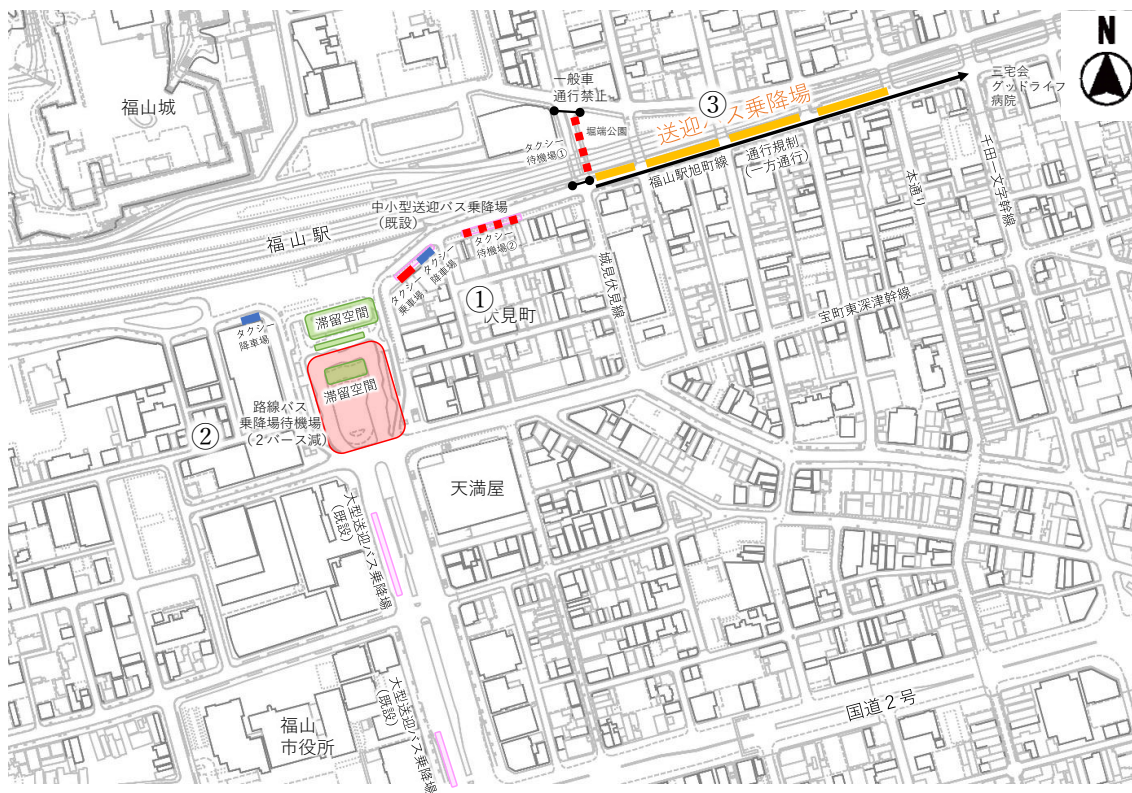 N
三宅会
グッドライフ
病院
福山城
一般車
通行禁止
③
送迎バス乗降場
堀端公園
タクシー
待機場①
通行規制
(一方通行)
福山駅旭町線
本通り
千田一文字幹線
中小型送迎バス乗降場
(既設)
福山駅
タクシー
待機場②
タクシー
降車場
タクシー
乗車場
①
伏見町
城見伏見線
宝町東深津幹線
滞留空間
タクシー
降車場
滞留空間
路線バス
乗降場待機場
(2バース減)
②
天満屋
大型送迎バス乗降場
(既設)
大型送迎バス乗降場
(既設)
福山
市役所
国道2号